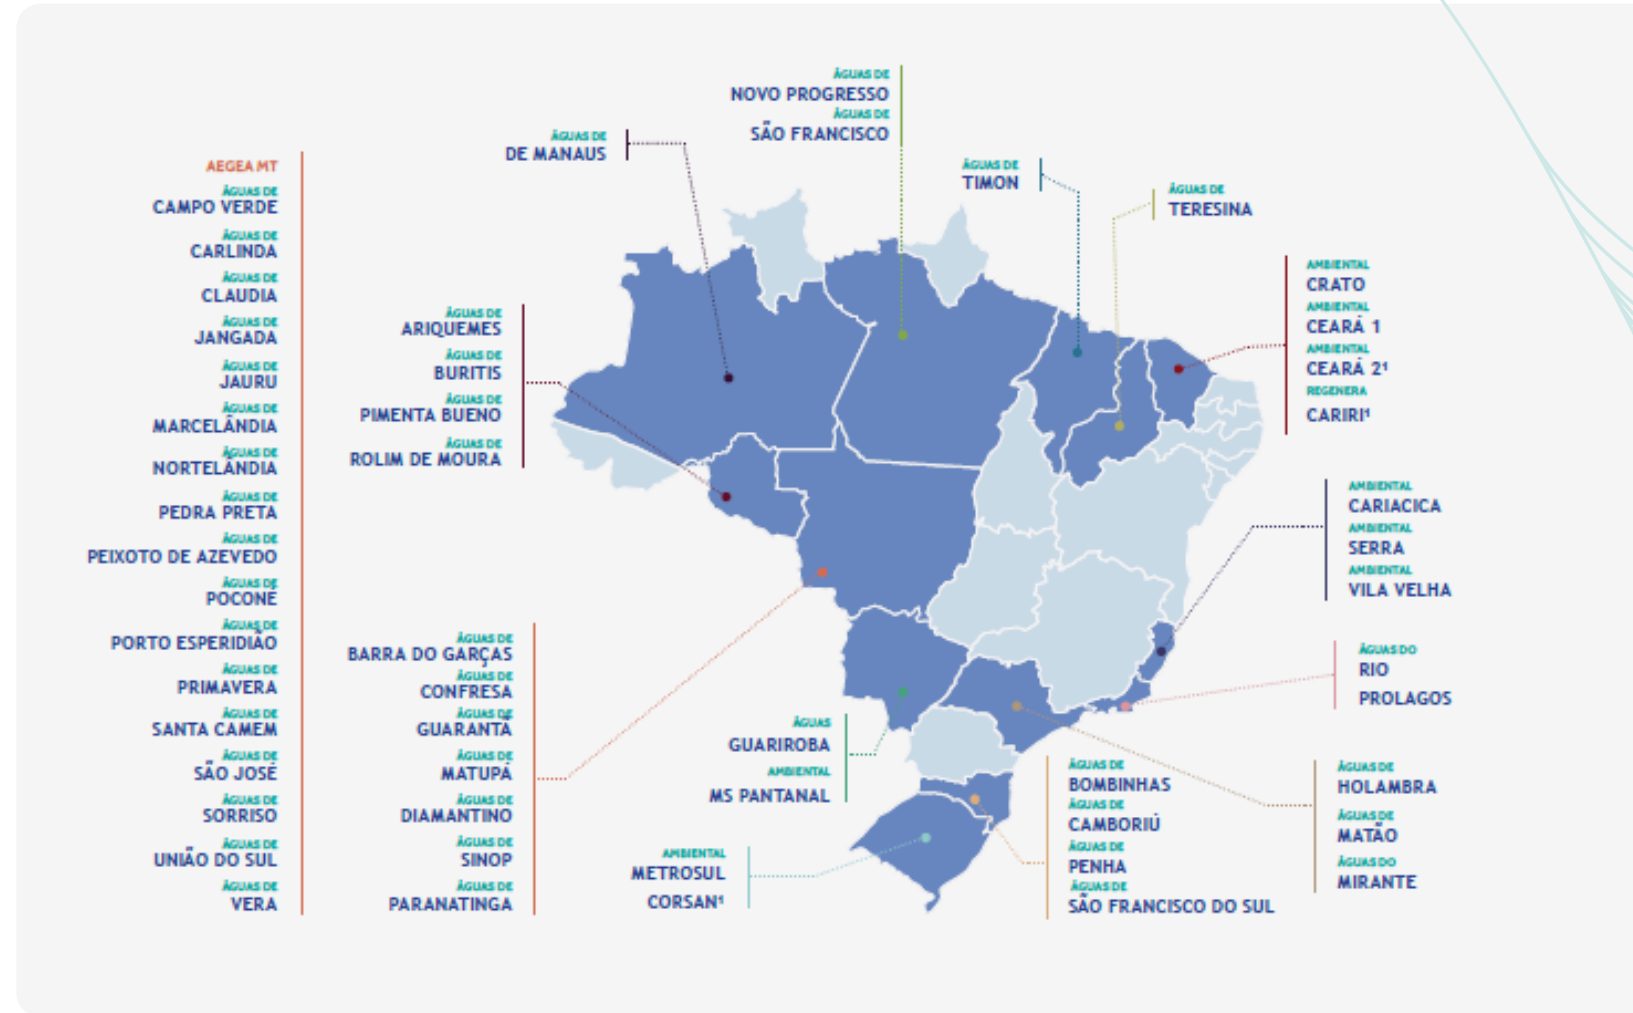 AEGEA MT
ÁGUAS DE
CAMPO VERDE
ÁGUAS DE
CARLINDA
ÁGUAS DE
CLAUDIA
ÁGUAS DE
JANGADA
ÁGUAS DE
JAURU
ÁGUAS DE
MARCELÂNDIA
ÁGUAS DE
NORTELÂNDIA
ÁGUAS DE
PEDRA PRETA
ÁGUAS DE
PEIXOTO DE AZEVEDO
ÁGUAS DE
POCONÉ
ÁGUAS DE
PORTO ESPERIDIÃO
ÁGUAS DE
PRIMAVERA
ÁGUAS DE
SANTA CAMEM
ÁGUAS DE
SÃO JOSÉ
ÁGUAS DE
SORRISO
ÁGUAS DE
UNIÃO DO SUL
ÁGUAS DE
VERA
ÁGUAS DE
BARRA DO GARÇAS
ÁGUAS DE
CONFRESA
ÁGUAS DE
GUARANTÃ
ÁGUAS DE
MATUPÁ
ÁGUAS DE
DIAMANTINO
ÁGUAS DE
SINOP
ÁGUAS DE
PARANATINGA
ÁGUAS DE
ARIQUEMES
ÁGUAS DE
BURITIS
ÁGUAS DE
PIMENTA BUENO
ÁGUAS DE
ROLIM DE MOURA
ÁGUAS DE
DE MANAUS
ÁGUAS DE
NOVO PROGRESSO
ÁGUAS DE
SÃO FRANCISCO
ÁGUAS DE
TIMON
ÁGUAS DE
TERESINA
AMBIENTAL
CRATO
AMBIENTAL
CEARÁ 1
AMBIENTAL
CEARÁ 2¹
REGENERA
CARIRI¹
AMBIENTAL
CARIACICA
AMBIENTAL
SERRA
AMBIENTAL
VILA VELHA
ÁGUAS DO
RIO
PROLAGOS
ÁGUAS DE
HOLAMBRA
ÁGUAS DE
MATÃO
ÁGUAS DO
MIRANTE
ÁGUAS DE
BOMBINHAS
ÁGUAS DE
CAMBORIÚ
ÁGUAS DE
PENHA
ÁGUAS DE
SÃO FRANCISCO DO SUL
ÁGUAS
GUARIROBA
AMBIENTAL
MS PANTANAL
AMBIENTAL
METROSUL
CORSAN¹